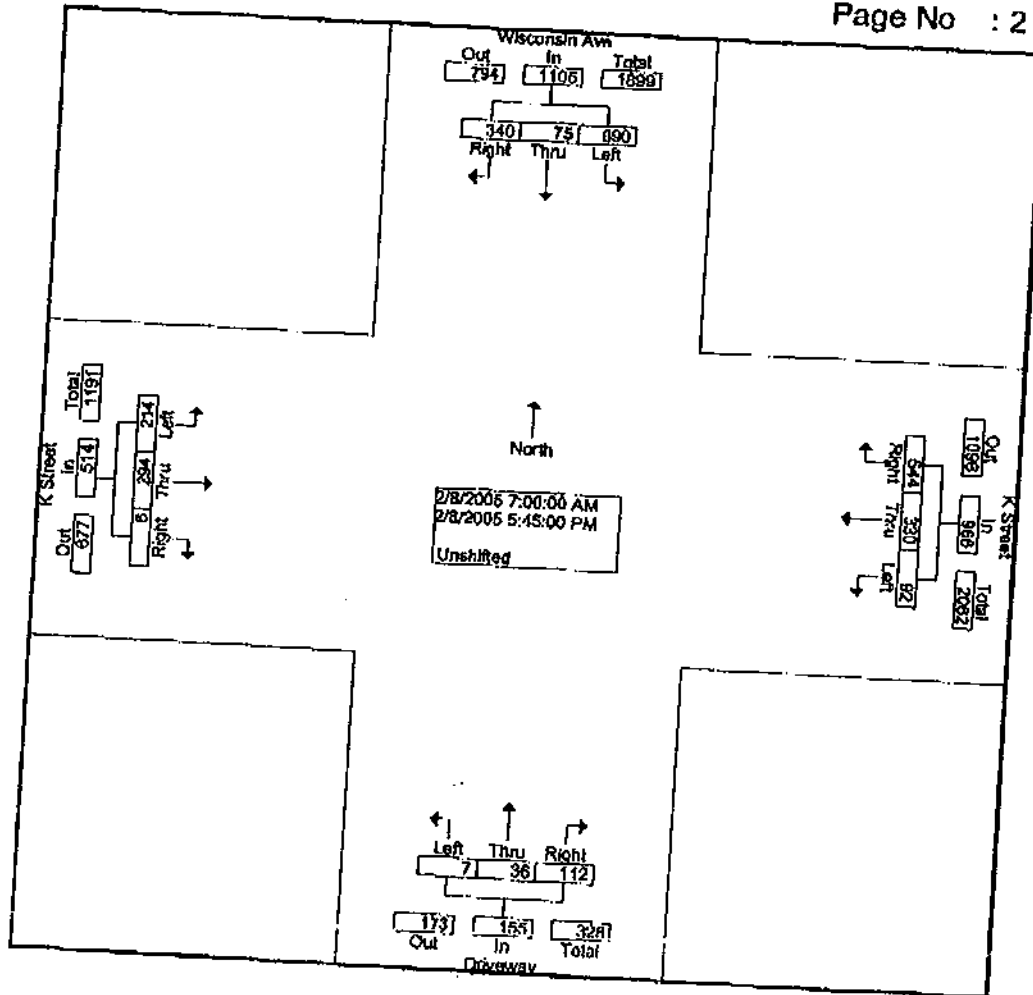 Page No : 2
Wisconsin Ave
Out In Total
794 1105 1899
340 75 690
Right Thru Left
K Street
Total In Out
1191 514 677
214 294 6
Left Thru Right
North
2/8/2005 7:00:00 AM
2/8/2005 5:45:00 PM
Unshifted
K Street
Out In Total
1096 966 2062
544 330 92
Right Thru Left
Left Thru Right
7 36 112
173 155 328
Out In Total
Driveway